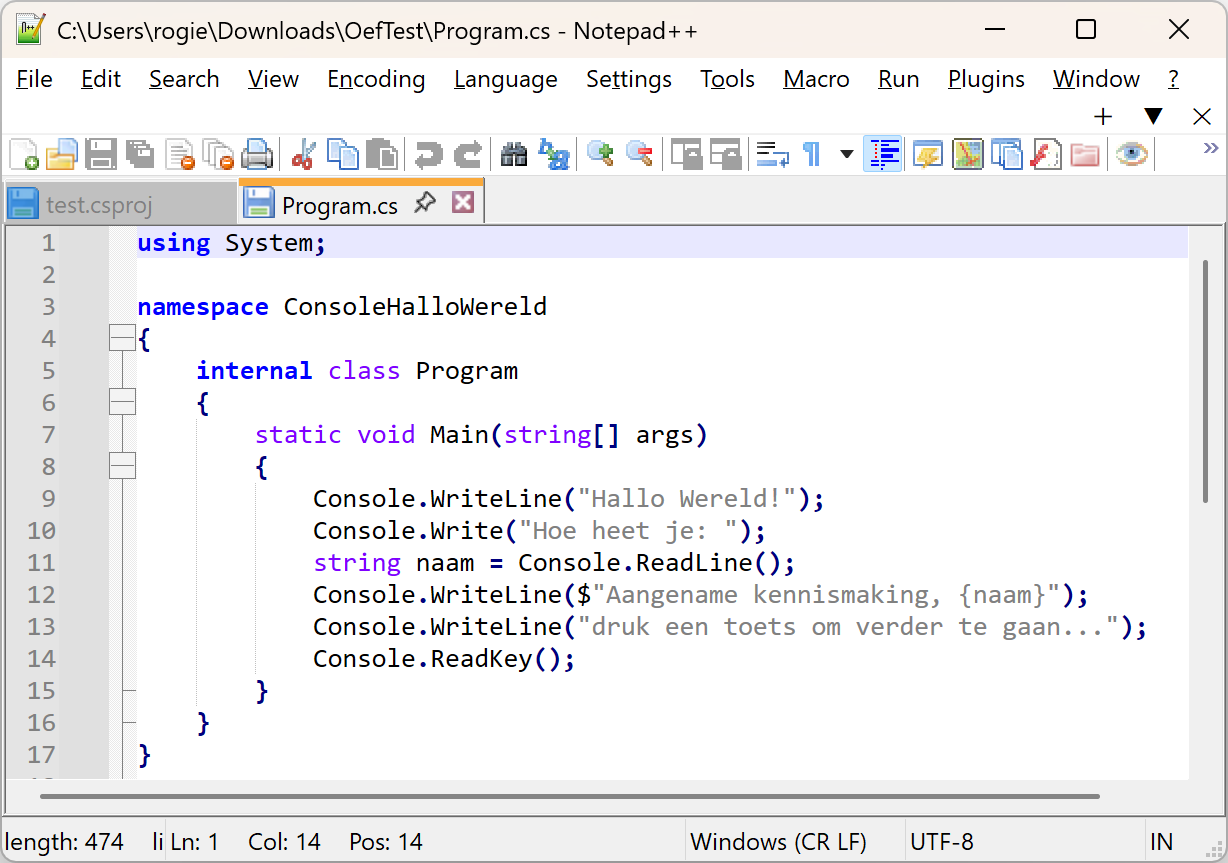 C:\Users\rogie\Downloads\OefTest\Program.cs - Notepad++
File Edit Search View Encoding Language Settings Tools Macro Run Plugins Window ?
test.csproj Program.cs
1 using System;
2
3 namespace ConsoleHalloWereld
4 {
5 internal class Program
6 {
7 static void Main(string[] args)
8 {
9 Console.WriteLine("Hallo Wereld!");
10 Console.Write("Hoe heet je: ");
11 string naam = Console.ReadLine();
12 Console.WriteLine($"Aangename kennismaking, {naam}");
13 Console.WriteLine("druk een toets om verder te gaan...");
14 Console.ReadKey();
15 }
16 }
17 }
length: 474 li Ln: 1 Col: 14 Pos: 14 Windows (CR LF) UTF-8 IN